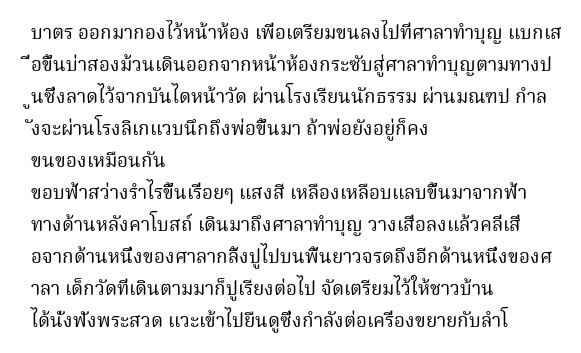 บาตร ออกมากองไว้หน้าห้อง เพื่อเตรียมขนลงไปที่ศาลาทำบุญ แบกเส
ื่อขึ้นบ่าสองม้วนเดินออกจากหน้าห้องกระชับสู่ศาลาทำบุญตามทางป
ูนซึ่งลาดไว้จากบันไดหน้าวัด ผ่านโรงเรียนนักธรรม ผ่านมณฑป กำล
ังจะผ่านโรงลิเกแวบนึกถึงพ่อขึ้นมา ถ้าพ่อยังอยู่ก็คง
ขนของเหมือนกัน
ขอบฟ้าสว่างรำไรขึ้นเรื่อยๆ แสงสี เหลืองเหลือบแลบขึ้นมาจากฟ้า
ทางด้านหลังคาโบสถ์ เดินมาถึงศาลาทำบุญ วางเสื่อลงแล้วคลี่เสื่
อจากด้านหนึ่งของศาลากลิ้งปูไปบนพื้นยาวจรดถึงอีกด้านหนึ่งของศ
าลา เด็กวัดที่เดินตามมาก็ปูเรียงต่อไป จัดเตรียมไว้ให้ชาวบ้าน
ได้นั่งฟังพระสวด แวะเข้าไปยืนดูซึ่งกำลังต่อเครื่องขยายกับลำโ